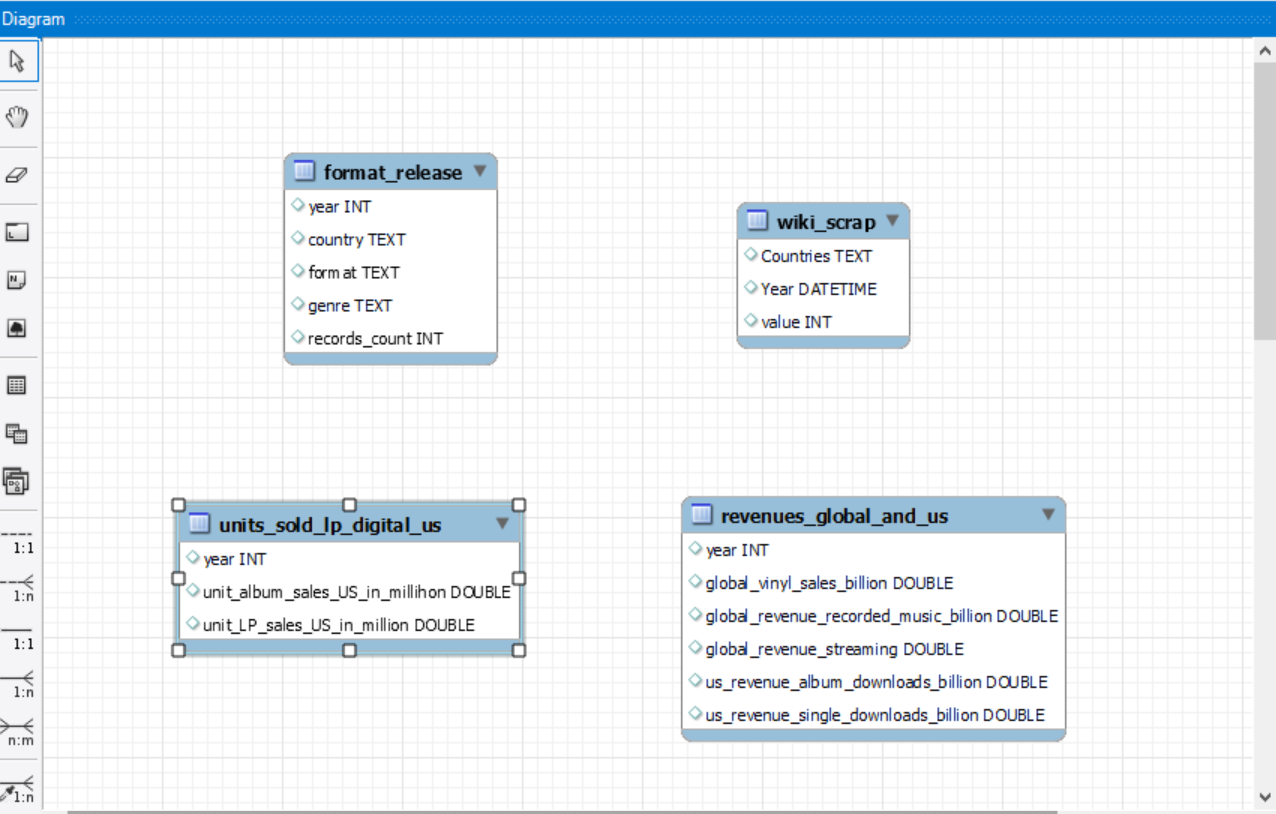 Diagram
format_release
year INT
country TEXT
format TEXT
genre TEXT
records_count INT
wiki_scrap
Countries TEXT
Year DATETIME
value INT
units_sold_lp_digital_us
year INT
unit_album_sales_US_in_millihon DOUBLE
unit_LP_sales_US_in_million DOUBLE
revenues_global_and_us
year INT
global_vinyl_sales_billion DOUBLE
global_revenue_recorded_music_billion DOUBLE
global_revenue_streaming DOUBLE
us_revenue_album_downloads_billion DOUBLE
us_revenue_single_downloads_billion DOUBLE
1:1
1:n
1:1
1:n
n:m
1:n